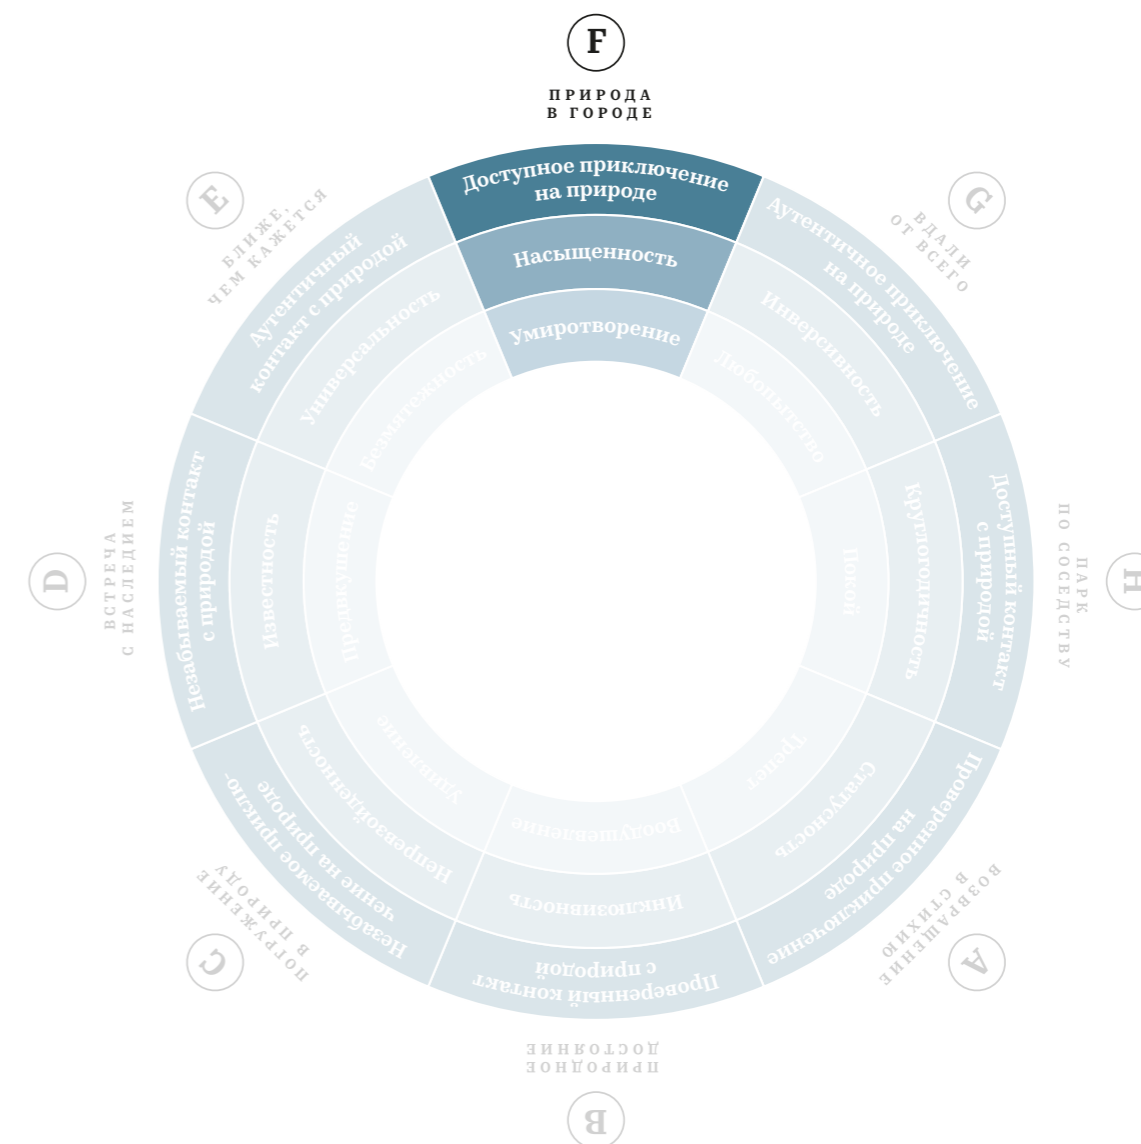 F
ПРИРОДА
В ГОРОДЕ
Доступное приключение
на природе
Насыщенность
Умиротворение
G
ВДАЛИ
ОТ ВСЕГО
Аутентичное приключение
на природе
Инверсивность
Любопытство
H
ПАРК
ПО СОСЕДСТВУ
Доступный контакт
с природой
Круглогодичность
Покой
A
ВОЗВРАЩЕНИЕ
В СТИХИЮ
Проверенное приключение
на природе
Статусность
Трепет
B
ПРИРОДНОЕ
ДОСТОЯНИЕ
Проверенный контакт
с природой
Инклюзивность
Воодушевление
C
ПОГРУЖЕНИЕ
В ПРИРОДУ
Незабываемое приклю-
чение на природе
Непревзойденность
Удивление
D
ВСТРЕЧА
С НАСЛЕДИЕМ
Незабываемый контакт
с природой
Известность
Предвкушение
E
БЛИЖЕ,
ЧЕМ КАЖЕТСЯ
Аутентичный
контакт с природой
Универсальность
Безмятежность